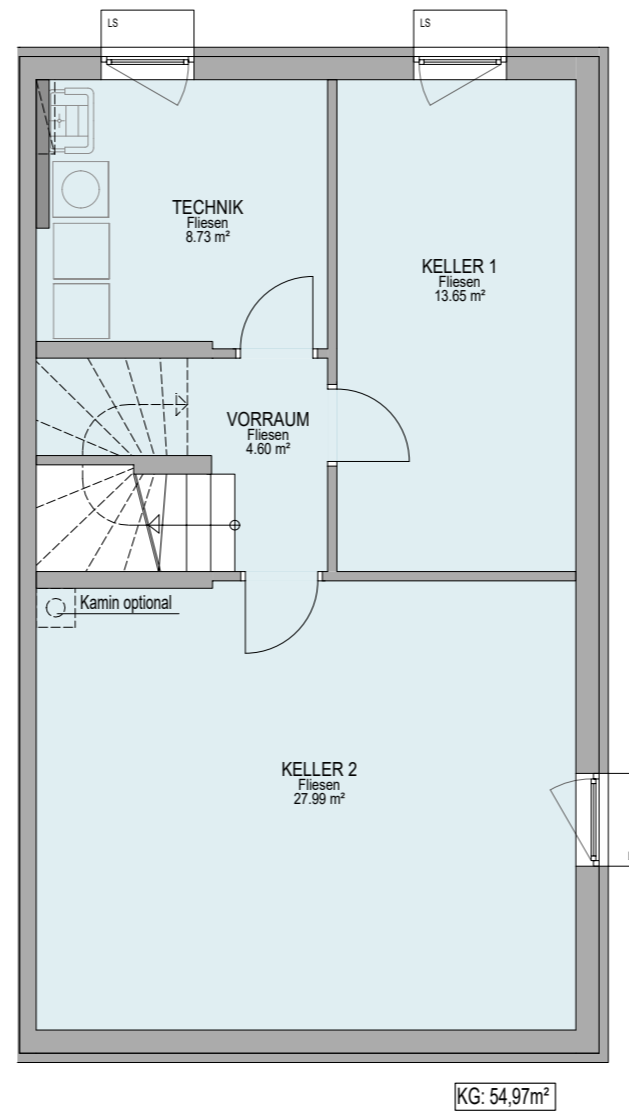 LS
LS
TECHNIK
Fliesen
8.73 m²
KELLER 1
Fliesen
13.65 m²
VORRAUM
Fliesen
4.60 m²
Kamin optional
KELLER 2
Fliesen
27.99 m²
KG: 54,97m²